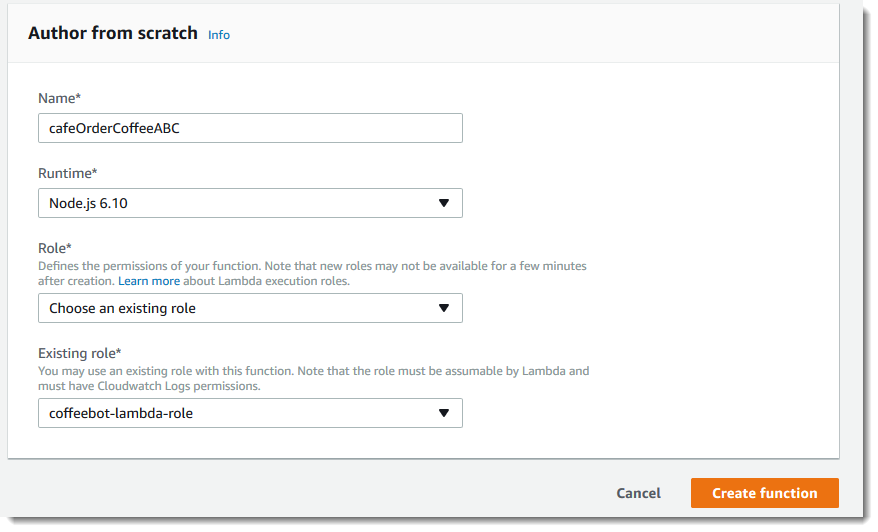 Author from scratch Info
Name*
cafeOrderCoffeeABC
Runtime*
Node.js 6.10
Role*
Defines the permissions of your function. Note that new roles may not be available for a few minutes
after creation. Learn more about Lambda execution roles.
Choose an existing role
Existing role*
You may use an existing role with this function. Note that the role must be assumable by Lambda and
must have Cloudwatch Logs permissions.
coffeebot-lambda-role
Cancel Create function